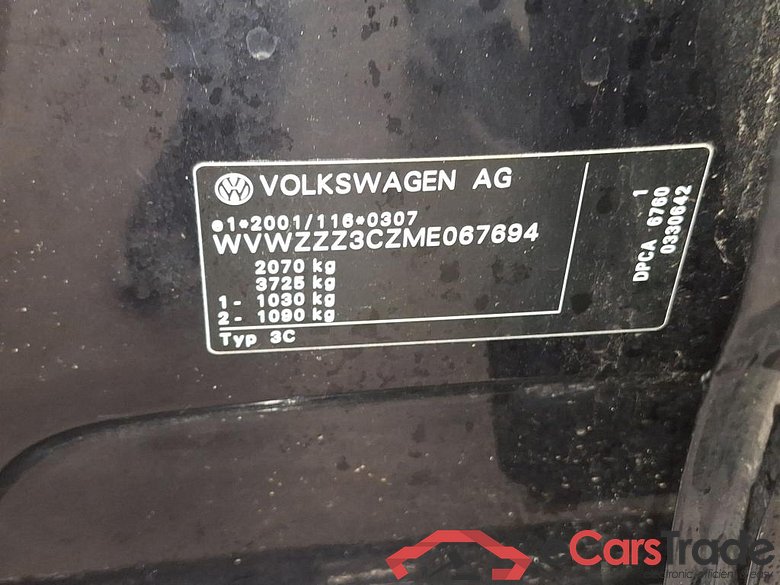 VOLKSWAGEN AG
e1*2001/116*0307
WVWZZZ3CZME067694
2070 kg
3725 kg
1- 1030 kg
2- 1090 kg
Typ 3C
DPCA 6760 1
0330642
CarsTrade